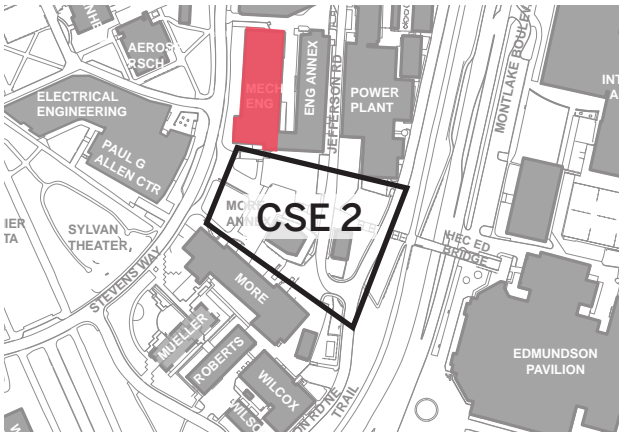 AEROSP
RSCH
ELECTRICAL
ENGINEERING
PAUL G
ALLEN CTR
MECH
ENG
ENG ANNEX
JEFFERSON RD
POWER
PLANT
MONTLAKE BOULEV
SYLVAN
THEATER
STEVENS WAY
MORE
ANNEX
CSE 2
HEC ED
BRIDGE
MORE
MUELLER
ROBERTS
WILCOX
TRAIL
EDMUNDSON
PAVILION